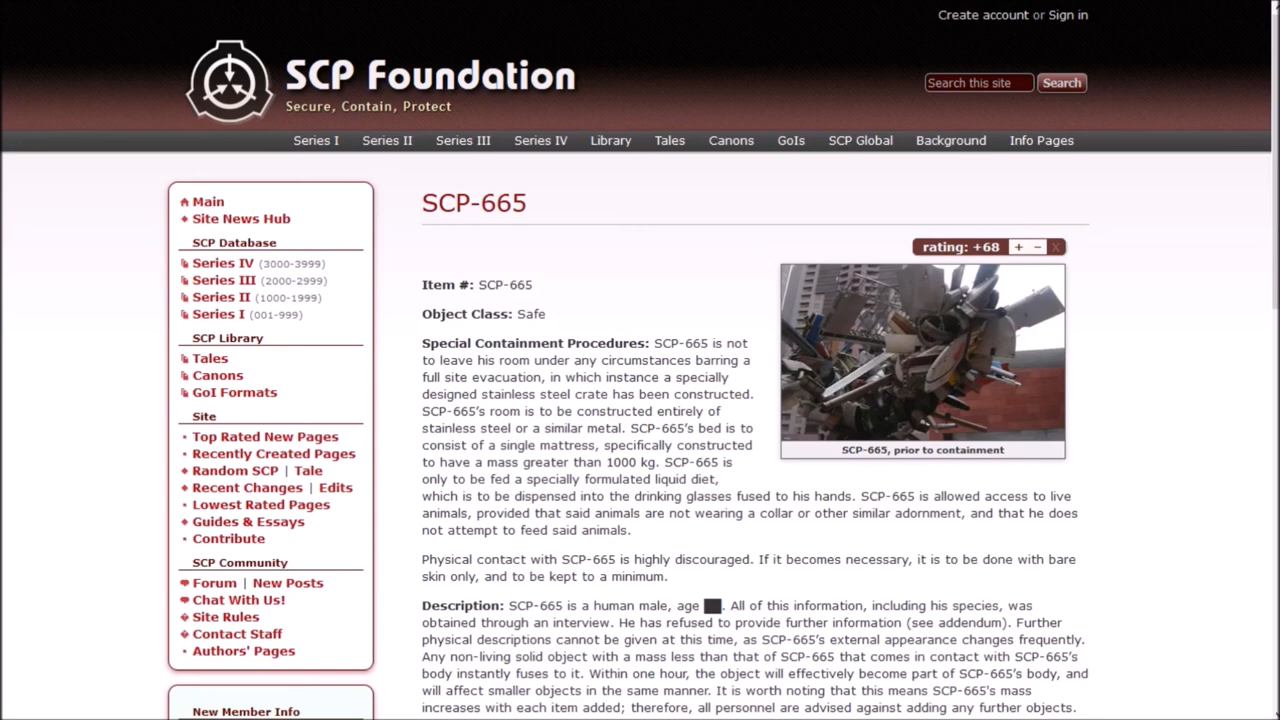 Create account or Sign in
SCP Foundation
Secure, Contain, Protect
Search this site
Search
Series I
Series II
Series III
Series IV
Library
Tales
Canons
GoIs
SCP Global
Background
Info Pages
Main
Site News Hub
SCP Database
Series IV (3000-3999)
Series III (2000-2999)
Series II (1000-1999)
Series I (001-999)
SCP Library
Tales
Canons
GoI Formats
Site
Top Rated New Pages
Recently Created Pages
Random SCP | Tale
Recent Changes | Edits
Lowest Rated Pages
Guides & Essays
Contribute
SCP Community
Forum | New Posts
Chat With Us!
Site Rules
Contact Staff
Authors' Pages
New Member Info
SCP-665
rating: +68 + − X
Item #: SCP-665
Object Class: Safe
SCP-665, prior to containment
Special Containment Procedures: SCP-665 is not
to leave his room under any circumstances barring a
full site evacuation, in which instance a specially
designed stainless steel crate has been constructed.
SCP-665's room is to be constructed entirely of
stainless steel or a similar metal. SCP-665's bed is to
consist of a single mattress, specifically constructed
to have a mass greater than 1000 kg. SCP-665 is
only to be fed a specially formulated liquid diet,
which is to be dispensed into the drinking glasses fused to his hands. SCP-665 is allowed access to live
animals, provided that said animals are not wearing a collar or other similar adornment, and that he does
not attempt to feed said animals.
Physical contact with SCP-665 is highly discouraged. If it becomes necessary, it is to be done with bare
skin only, and to be kept to a minimum.
Description: SCP-665 is a human male, age ██. All of this information, including his species, was
obtained through an interview. He has refused to provide further information (see addendum). Further
physical descriptions cannot be given at this time, as SCP-665's external appearance changes frequently.
Any non-living solid object with a mass less than that of SCP-665 that comes in contact with SCP-665's
body instantly fuses to it. Within one hour, the object will effectively become part of SCP-665's body, and
will affect smaller objects in the same manner. It is worth noting that this means SCP-665's mass
increases with each item added; therefore, all personnel are advised against adding any further objects.